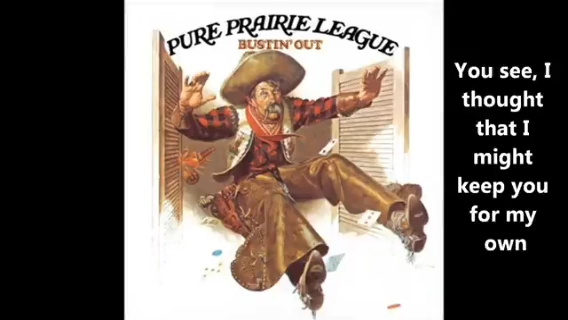 PURE PRAIRIE LEAGUE
BUSTIN' OUT
You see, I
thought
that I
might
keep you
for my
own